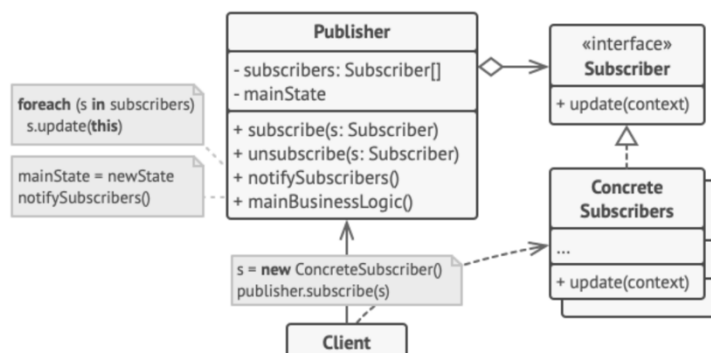 Publisher
- subscribers: Subscriber[]
- mainState
+ subscribe(s: Subscriber)
+ unsubscribe(s: Subscriber)
+ notifySubscribers()
+ mainBusinessLogic()
foreach (s in subscribers)
s.update(this)
mainState = newState
notifySubscribers()
«interface»
Subscriber
+ update(context)
Concrete
Subscribers
...
+ update(context)
s = new ConcreteSubscriber()
publisher.subscribe(s)
Client